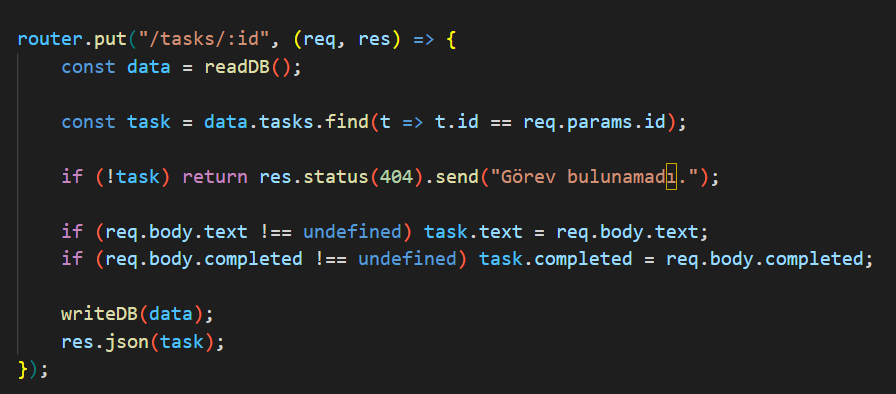 router.put("/tasks/:id", (req, res) => {
    const data = readDB();

    const task = data.tasks.find(t => t.id == req.params.id);

    if (!task) return res.status(404).send("Görev bulunamadı.");

    if (req.body.text !== undefined) task.text = req.body.text;
    if (req.body.completed !== undefined) task.completed = req.body.completed;

    writeDB(data);
    res.json(task);
});